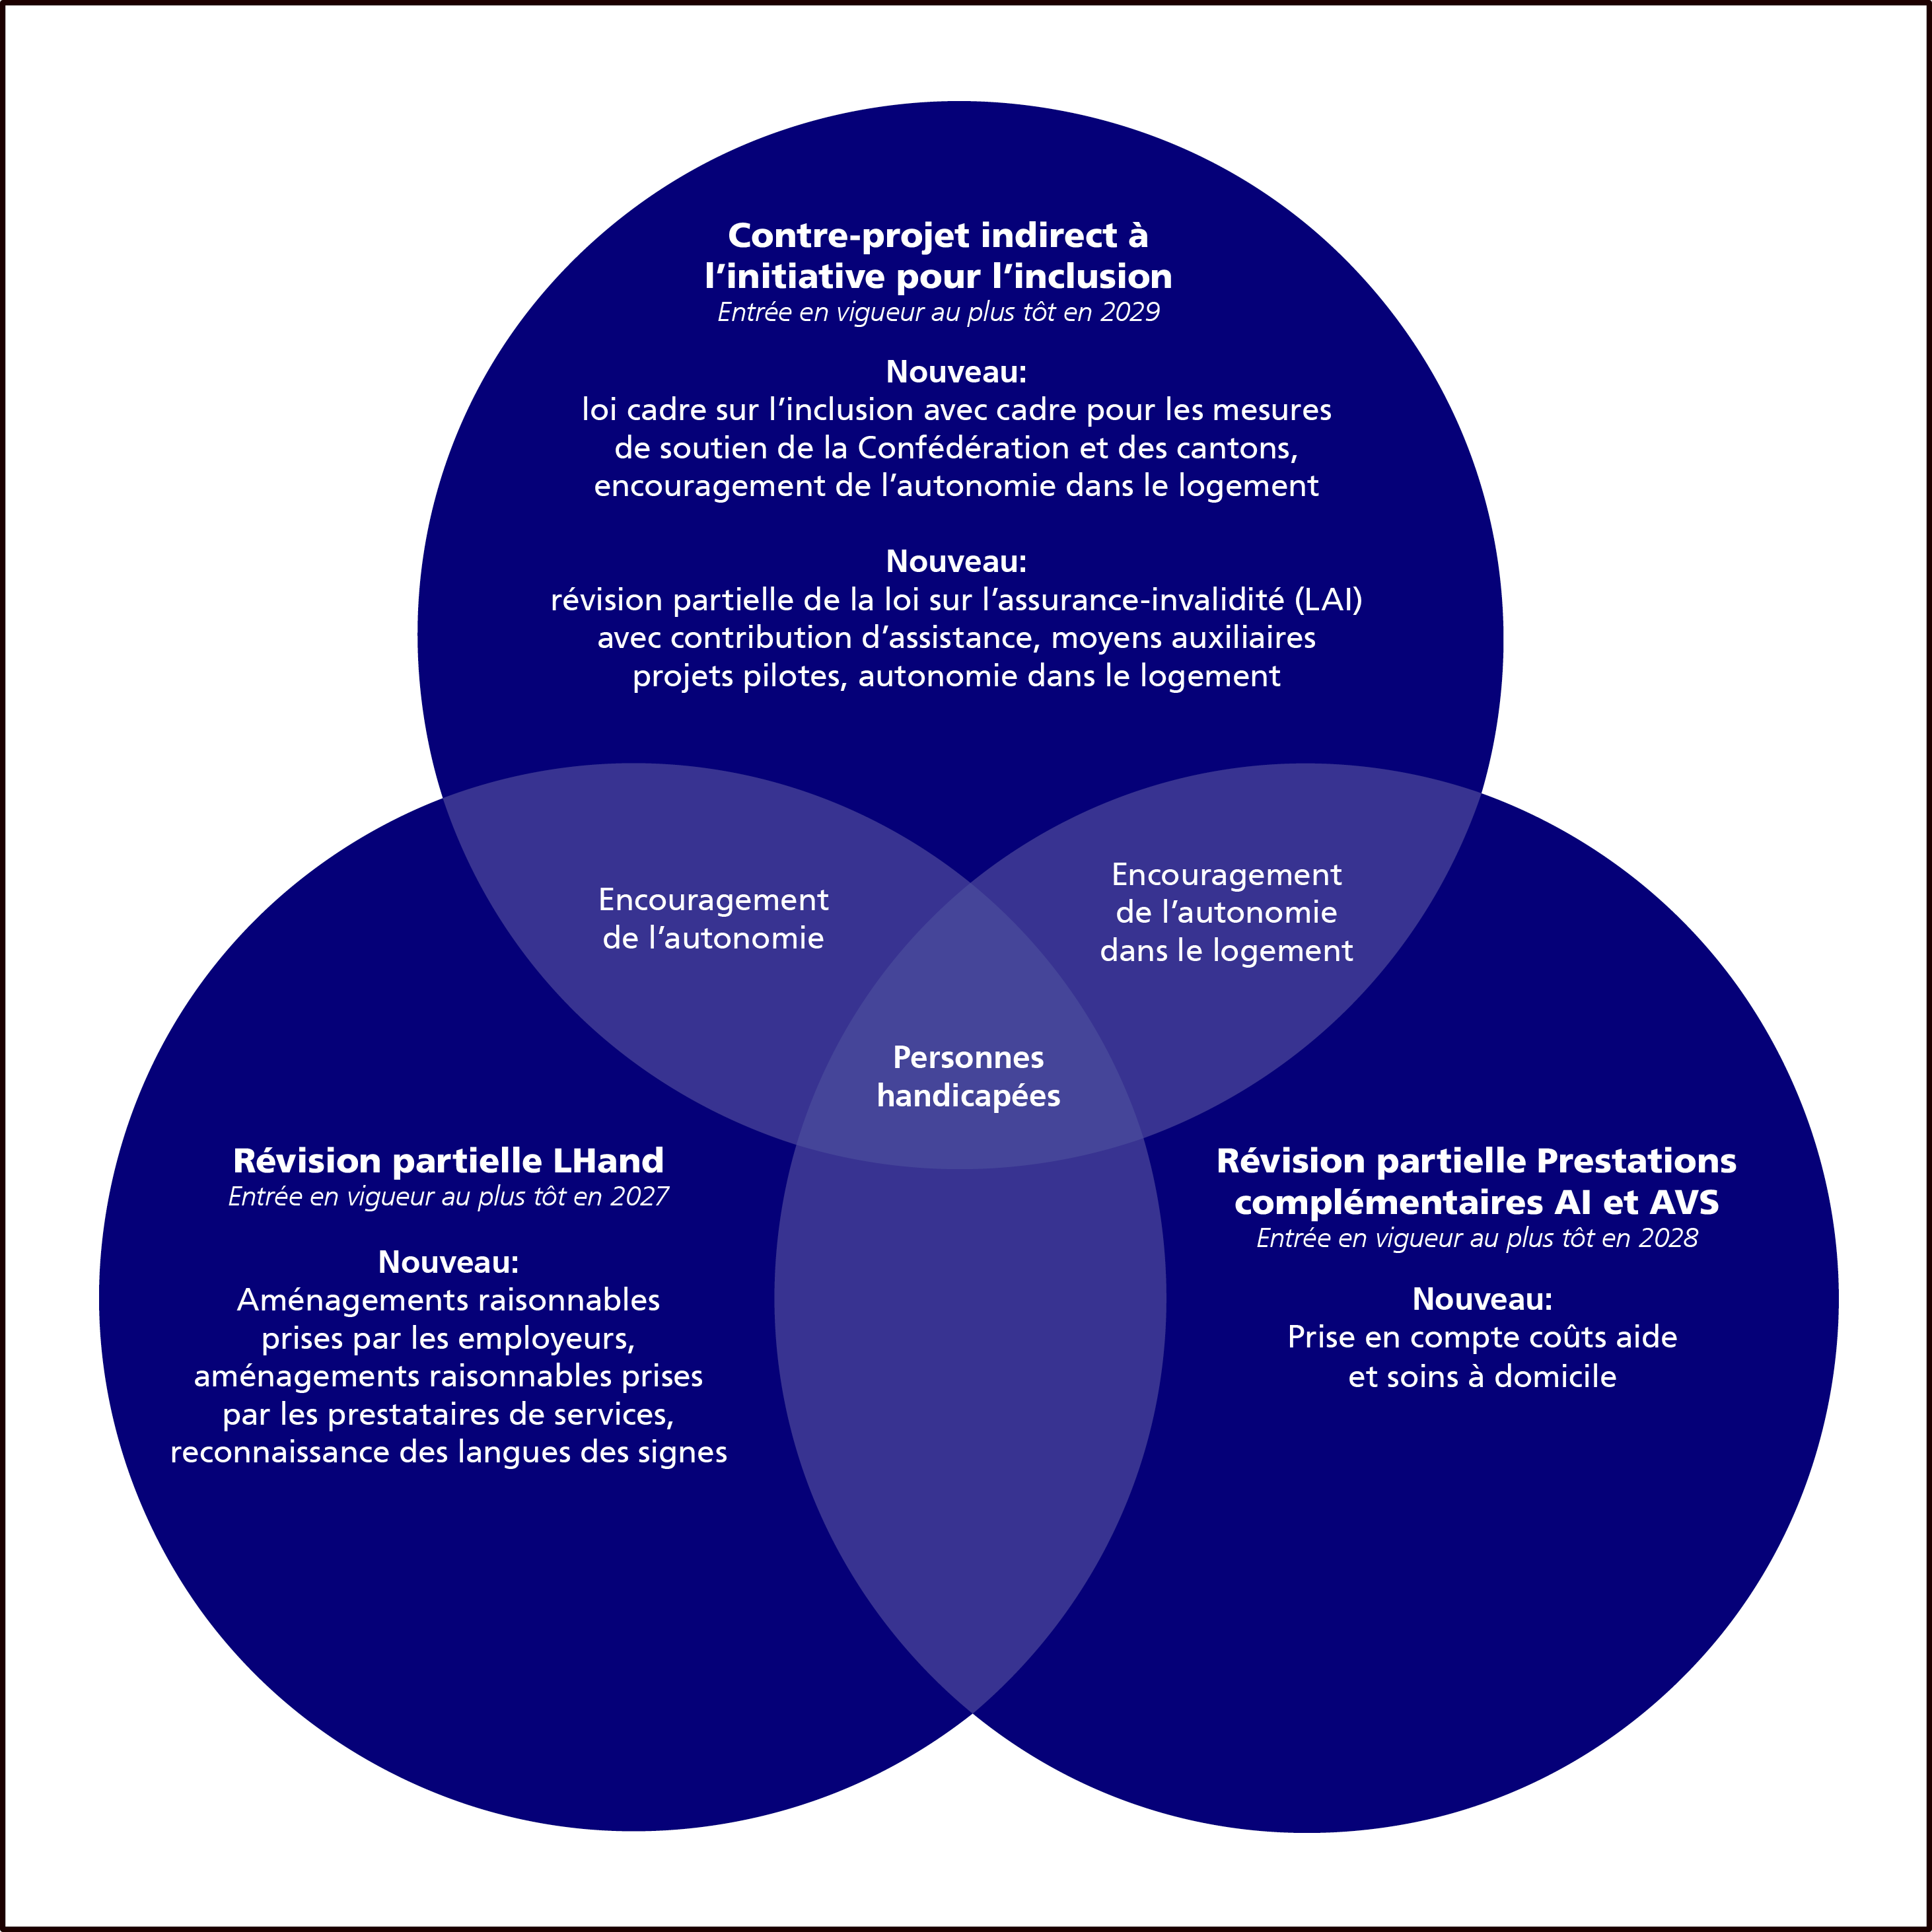 Contre-projet indirect à
l’initiative pour l’inclusion
Entrée en vigueur au plus tôt en 2029
Nouveau:
loi cadre sur l’inclusion avec cadre pour les mesures
de soutien de la Confédération et des cantons,
encouragement de l’autonomie dans le logement
Nouveau:
révision partielle de la loi sur l’assurance-invalidité (LAI)
avec contribution d’assistance, moyens auxiliaires
projets pilotes, autonomie dans le logement
Encouragement
de l’autonomie
Encouragement
de l’autonomie
dans le logement
Personnes
handicapées
Révision partielle LHand
Entrée en vigueur au plus tôt en 2027
Nouveau:
Aménagements raisonnables
prises par les employeurs,
aménagements raisonnables prises
par les prestataires de services,
reconnaissance des langues des signes
Révision partielle Prestations
complémentaires AI et AVS
Entrée en vigueur au plus tôt en 2028
Nouveau:
Prise en compte coûts aide
et soins à domicile